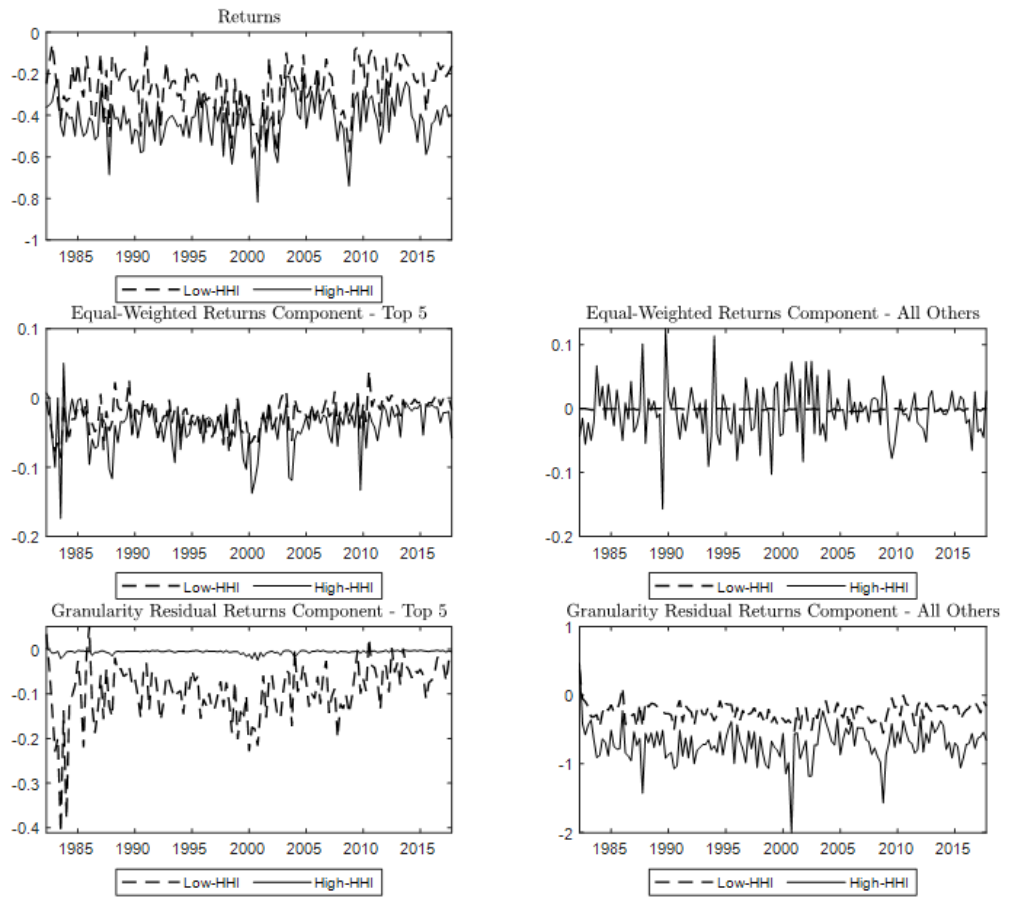 Returns
0
-0.2
-0.4
-0.6
-0.8
-1
1985 1990 1995 2000 2005 2010 2015
Low-HHI High-HHI
Equal-Weighted Returns Component - Top 5
0.1
0
-0.1
-0.2
1985 1990 1995 2000 2005 2010 2015
Low-HHI High-HHI
Equal-Weighted Returns Component - All Others
0.1
0
-0.1
-0.2
1985 1990 1995 2000 2005 2010 2015
Low-HHI High-HHI
Granularity Residual Returns Component - Top 5
0
-0.1
-0.2
-0.3
-0.4
1985 1990 1995 2000 2005 2010 2015
Low-HHI High-HHI
Granularity Residual Returns Component - All Others
1
0
-1
-2
1985 1990 1995 2000 2005 2010 2015
Low-HHI High-HHI